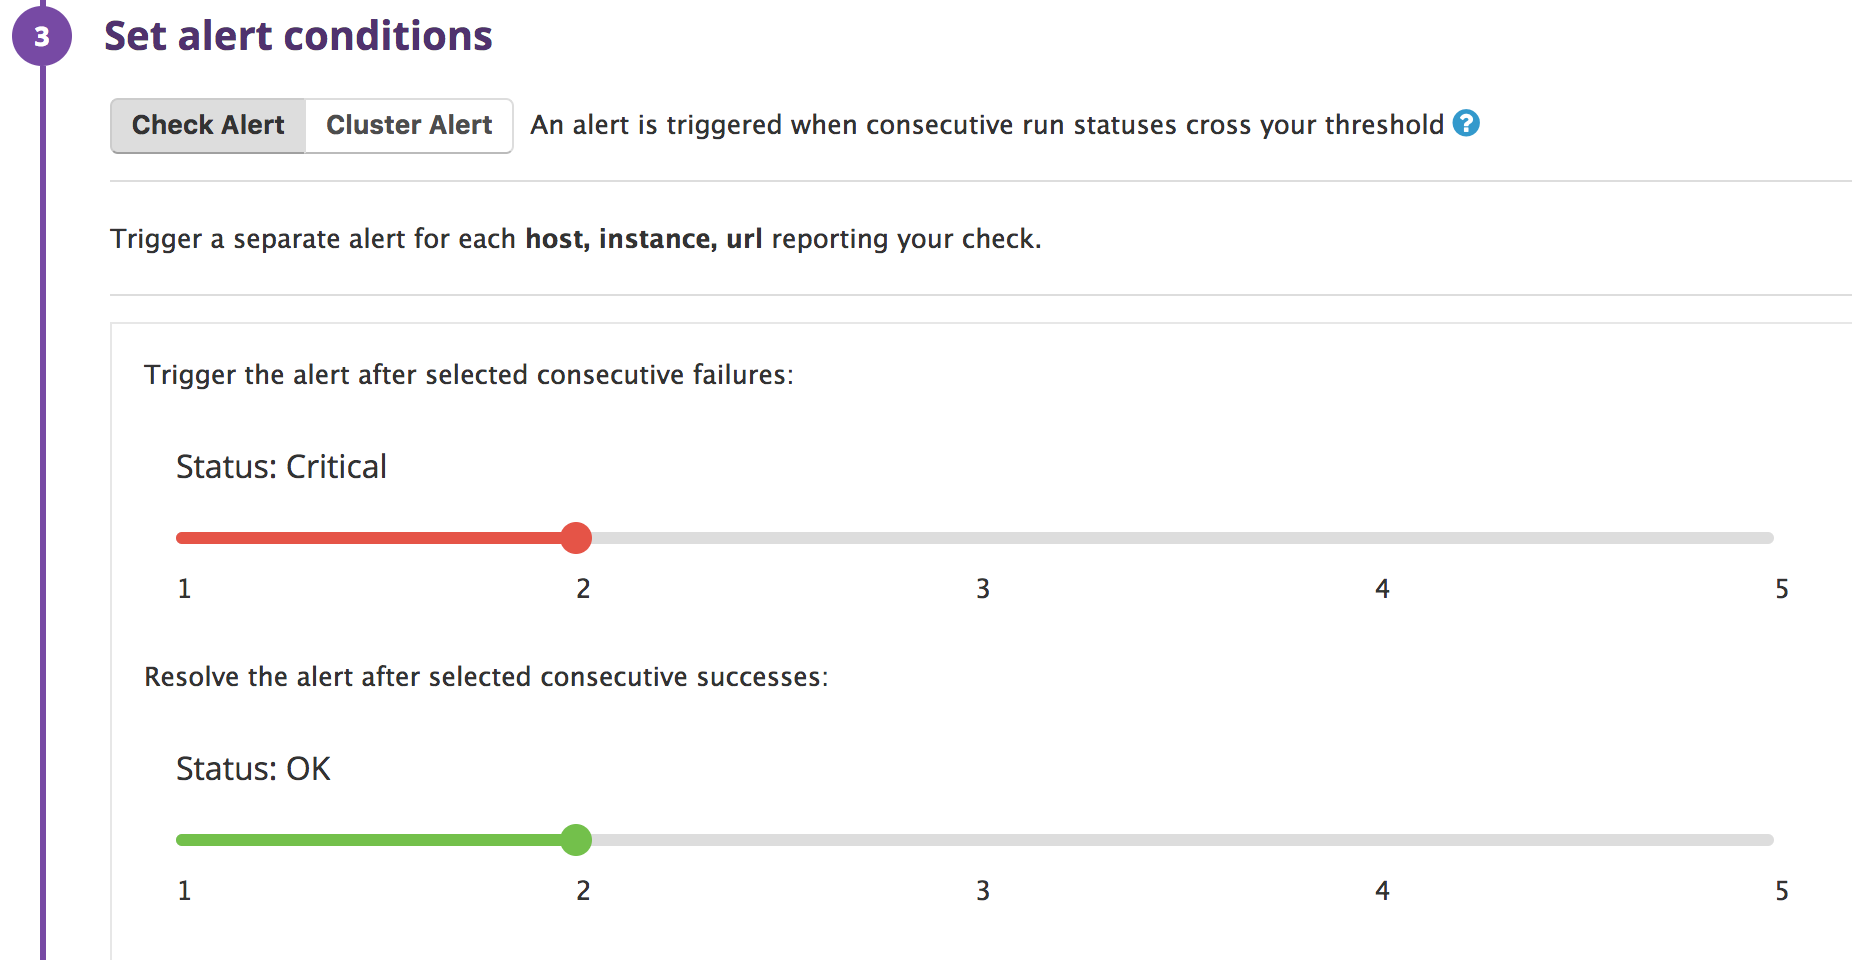 3 Set alert conditions
Check Alert Cluster Alert An alert is triggered when consecutive run statuses cross your threshold ?
Trigger a separate alert for each host, instance, url reporting your check.
Trigger the alert after selected consecutive failures:
Status: Critical
1 2 3 4 5
Resolve the alert after selected consecutive successes:
Status: OK
1 2 3 4 5